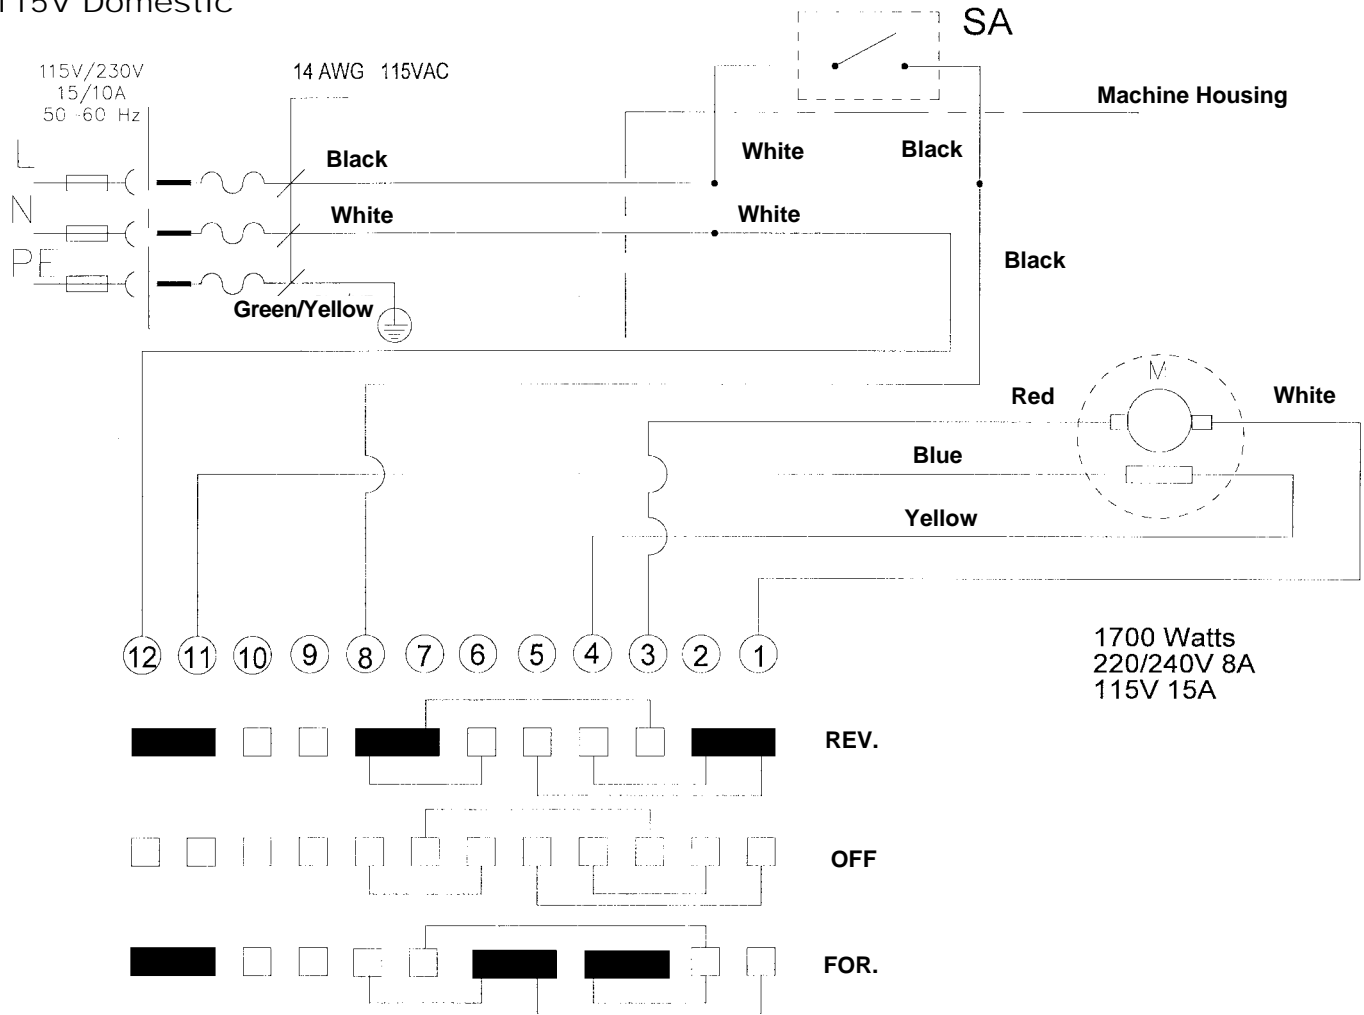 115V Domestic
SA
115V/230V
15/10A
50-60 Hz
14 AWG 115VAC
Machine Housing
L
Black
White
Black
N
White
White
PE
Black
Green/Yellow
M
Red
White
Blue
Yellow
12 11 10 9 8 7 6 5 4 3 2 1
1700 Watts
220/240V 8A
115V 15A
REV.
OFF
FOR.